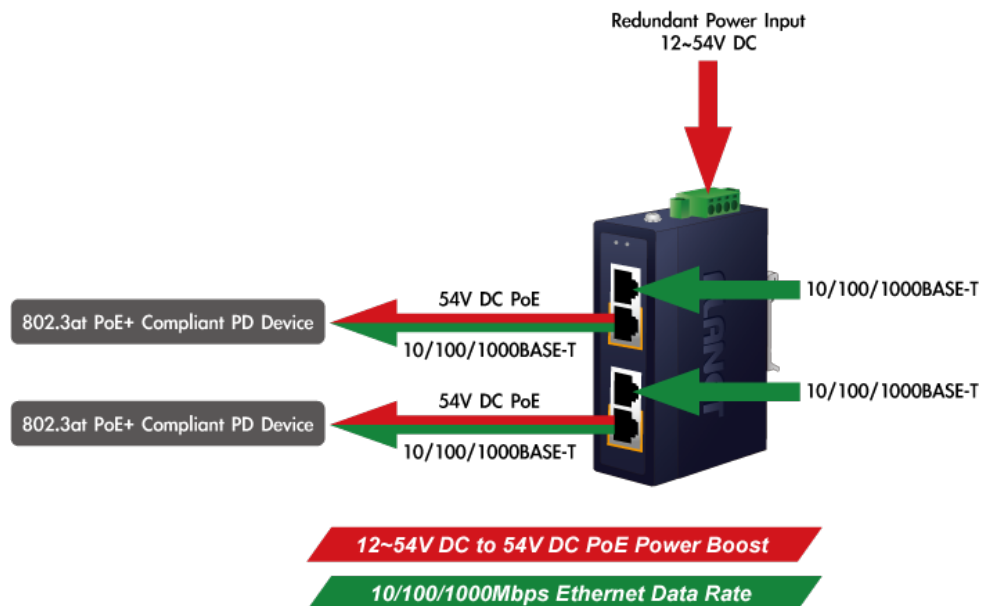 Redundant Power Input
12~54V DC
PLANET
54V DC PoE
10/100/1000BASE-T
802.3at PoE+ Compliant PD Device
10/100/1000BASE-T
54V DC PoE
10/100/1000BASE-T
802.3at PoE+ Compliant PD Device
10/100/1000BASE-T
12~54V DC to 54V DC PoE Power Boost
10/100/1000Mbps Ethernet Data Rate